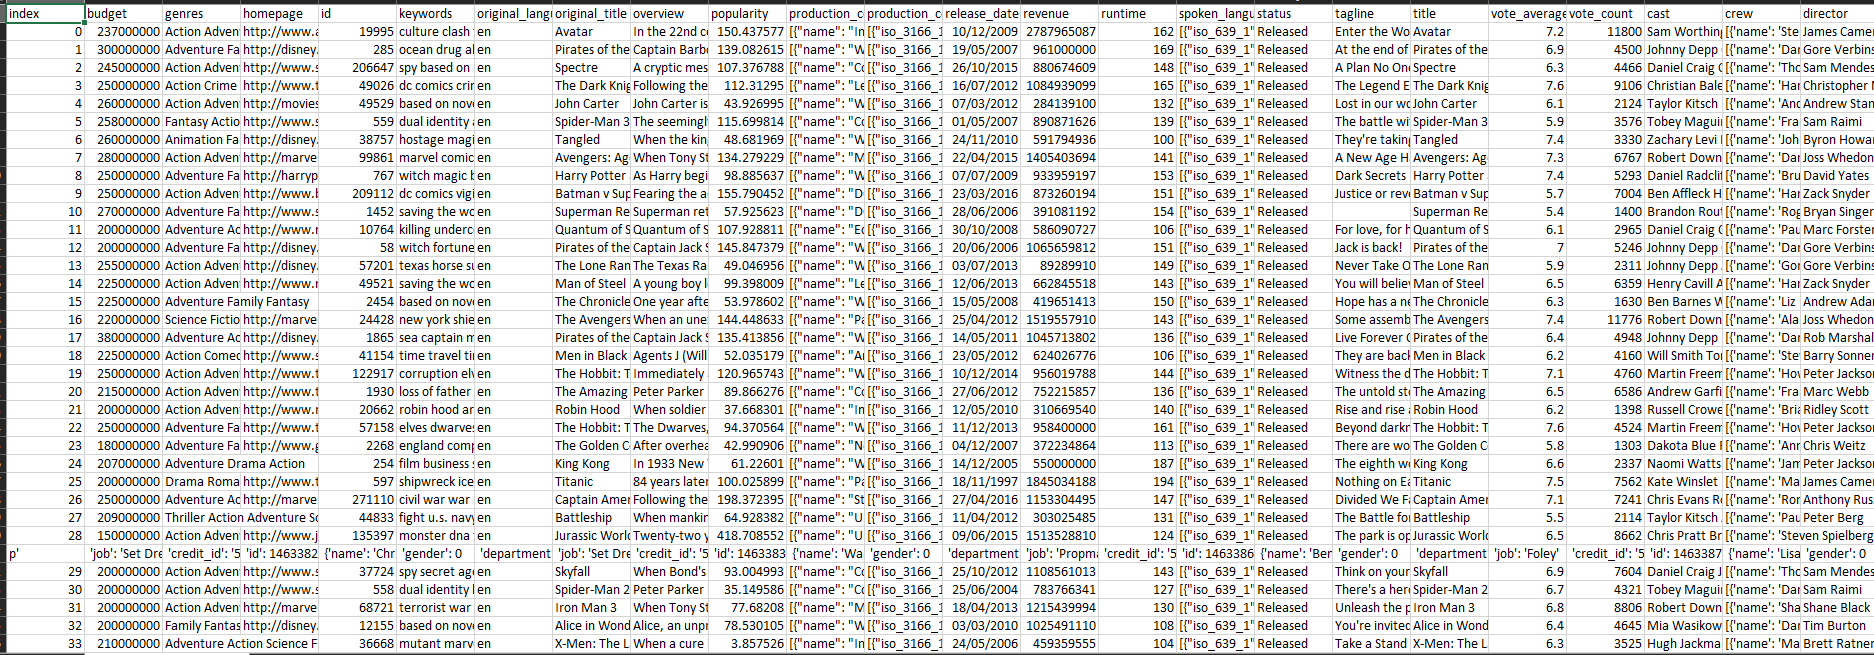 index budget genres homepage id keywords original_langu original_title overview popularity production_c production_c release_date revenue runtime spoken_langu status tagline title vote_average vote_count cast crew director
0 237000000 Action Adven http://www.a 19995 culture clash en Avatar In the 22nd c 150.437577 [{"name": "In [{"iso_3166_1 10/12/2009 2787965087 162 [{"iso_639_1" Released Enter the Wo Avatar 7.2 11800 Sam Worthing [{'name': 'Ste James Camer
1 300000000 Adventure Fa http://disney. 285 ocean drug al en Pirates of the Captain Barb 139.082615 [{"name": "W [{"iso_3166_1 19/05/2007 961000000 169 [{"iso_639_1" Released At the end of Pirates of the 6.9 4500 Johnny Depp [{'name': 'Dar Gore Verbins
2 245000000 Action Adven http://www.s 206647 spy based on en Spectre A cryptic mes 107.376788 [{"name": "Co [{"iso_3166_1 26/10/2015 880674609 148 [{"iso_639_1" Released A Plan No On Spectre 6.3 4466 Daniel Craig C [{'name': 'Tho Sam Mendes
3 250000000 Action Crime http://www.t 49026 dc comics crin en The Dark Knig Following the 112.31295 [{"name": "Le [{"iso_3166_1 16/07/2012 1084939099 165 [{"iso_639_1" Released The Legend E The Dark Knig 7.6 9106 Christian Bale [{'name': 'Har Christopher
4 260000000 Action Adven http://movies 49529 based on nov en John Carter John Carter is 43.926995 [{"name": "W [{"iso_3166_1 07/03/2012 284139100 132 [{"iso_639_1" Released Lost in our wo John Carter 6.1 2124 Taylor Kitsch [{'name': 'And Andrew Stan
5 258000000 Fantasy Actio http://www.s 559 dual identity en Spider-Man 3 The seemingl 115.699814 [{"name": "Co [{"iso_3166_1 01/05/2007 890871626 139 [{"iso_639_1" Released The battle wi Spider-Man 3 5.9 3576 Tobey Maguir [{'name': 'Fra Sam Raimi
6 260000000 Animation Fa http://disney. 38757 hostage magi en Tangled When the kin 48.681969 [{"name": "W [{"iso_3166_1 24/11/2010 591794936 100 [{"iso_639_1" Released They're taking Tangled 7.4 3330 Zachary Levi I [{'name': 'Joh Byron Howar
7 280000000 Action Adven http://marve 99861 marvel comic en Avengers: Ag When Tony St 134.279229 [{"name": "M [{"iso_3166_1 22/04/2015 1405403694 141 [{"iso_639_1" Released A New Age H Avengers: Ag 7.3 6767 Robert Down [{'name': 'Dar Joss Whedon
8 250000000 Adventure Fa http://harryp 767 witch magic b en Harry Potter As Harry begi 98.885637 [{"name": "W [{"iso_3166_1 07/07/2009 933959197 153 [{"iso_639_1" Released Dark Secrets Harry Potter 7.4 5293 Daniel Radclif [{'name': 'Bru David Yates
9 250000000 Action Adven http://www.b 209112 dc comics vigi en Batman v Sup Fearing the a 155.790452 [{"name": "D [{"iso_3166_1 23/03/2016 873260194 151 [{"iso_639_1" Released Justice or reve Batman v Sup 5.7 7004 Ben Affleck H [{'name': 'Har Zack Snyder
10 270000000 Adventure Fa http://www.s 1452 saving the wo en Superman Re Superman ret 57.925623 [{"name": "D [{"iso_3166_1 28/06/2006 391081192 154 [{"iso_639_1" Released Superman Re 5.4 1400 Brandon Rout [{'name': 'Rog Bryan Singer
11 200000000 Adventure Ac http://www.r 10764 killing underc en Quantum of S Quantum of S 107.928811 [{"name": "Eo [{"iso_3166_1 30/10/2008 586090727 106 [{"iso_639_1" Released For love, for h Quantum of S 6.1 2965 Daniel Craig C [{'name': 'Pau Marc Forster
12 200000000 Adventure Fa http://disney. 58 witch fortune en Pirates of the Captain Jack S 145.847379 [{"name": "W [{"iso_3166_1 20/06/2006 1065659812 151 [{"iso_639_1" Released Jack is back! Pirates of the 7 5246 Johnny Depp [{'name': 'Dar Gore Verbins
13 255000000 Action Adven http://disney. 57201 texas horse su en The Lone Ran The Texas Ra 49.046956 [{"name": "W [{"iso_3166_1 03/07/2013 89289910 149 [{"iso_639_1" Released Never Take O The Lone Ran 5.9 2311 Johnny Depp [{'name': 'Gor Gore Verbins
14 225000000 Action Adven http://www.r 49521 saving the wo en Man of Steel A young boy l 99.398009 [{"name": "Le [{"iso_3166_1 12/06/2013 662845518 143 [{"iso_639_1" Released You will believ Man of Steel 6.5 6359 Henry Cavill A [{'name': 'Har Zack Snyder
15 225000000 Adventure Family Fantasy 2454 based on nov en The Chronicle One year afte 53.978602 [{"name": "W [{"iso_3166_1 15/05/2008 419651413 150 [{"iso_639_1" Released Hope has a ne The Chronicle 6.3 1630 Ben Barnes W [{'name': 'Liz Andrew Adar
16 220000000 Science Fictio http://marve 24428 new york shie en The Avengers When an une 144.448633 [{"name": "Pa [{"iso_3166_1 25/04/2012 1519557910 143 [{"iso_639_1" Released Some assemb The Avengers 7.4 11776 Robert Down [{'name': 'Ala Joss Whedon
17 380000000 Adventure Ac http://disney. 1865 sea captain m en Pirates of the Captain Jack S 135.413856 [{"name": "W [{"iso_3166_1 14/05/2011 1045713802 136 [{"iso_639_1" Released Live Forever C Pirates of the 6.4 4948 Johnny Depp [{'name': 'Dar Rob Marshal
18 225000000 Action Comed http://www.r 41154 time travel ti en Men in Black Agents J (Will 52.035179 [{"name": "Ar [{"iso_3166_1 23/05/2012 624026776 106 [{"iso_639_1" Released They are back Men in Black 6.2 4160 Will Smith Tor [{'name': 'Ste Barry Sonner
19 250000000 Action Adven http://www.t 122917 corruption elv en The Hobbit: T Immediately 120.965743 [{"name": "W [{"iso_3166_1 10/12/2014 956019788 144 [{"iso_639_1" Released Witness the d The Hobbit: T 7.1 4760 Martin Freem [{'name': 'Hov Peter Jackson
20 215000000 Action Adven http://www.t 1930 loss of father en The Amazing Peter Parker 89.866276 [{"name": "Co [{"iso_3166_1 27/06/2012 752215857 136 [{"iso_639_1" Released The untold st The Amazing 6.5 6586 Andrew Garfi [{'name': 'Fra Marc Webb
21 200000000 Action Adven http://www.r 20662 robin hood ar en Robin Hood When soldier 37.668301 [{"name": "In [{"iso_3166_1 12/05/2010 310669540 140 [{"iso_639_1" Released Rise and rise Robin Hood 6.2 1398 Russell Crowe [{'name': 'Bria Ridley Scott
22 250000000 Adventure Fa http://www.t 57158 elves dwarves en The Hobbit: T The Dwarves, 94.370564 [{"name": "W [{"iso_3166_1 11/12/2013 958400000 161 [{"iso_639_1" Released Beyond darkn The Hobbit: T 7.6 4524 Martin Freem [{'name': 'Hov Peter Jackson
23 180000000 Adventure Fa http://www.g 2268 england comp en The Golden C After overhea 42.990906 [{"name": "Ne [{"iso_3166_1 04/12/2007 372234864 113 [{"iso_639_1" Released There are wo The Golden C 5.8 1303 Dakota Blue F [{'name': 'Anr Chris Weitz
24 207000000 Adventure Drama Action 254 film business en King Kong In 1933 New 61.22601 [{"name": "W [{"iso_3166_1 14/12/2005 550000000 187 [{"iso_639_1" Released The eighth wo King Kong 6.6 2337 Naomi Watts [{'name': 'Jam Peter Jackson
25 200000000 Drama Roma http://www.t 597 shipwreck ice en Titanic 84 years later 100.025899 [{"name": "Pa [{"iso_3166_1 18/11/1997 1845034188 194 [{"iso_639_1" Released Nothing on Ea Titanic 7.5 7562 Kate Winslet [{'name': 'Ma James Camer
26 250000000 Adventure Ac http://marve 271110 civil war war en Captain Amer Following the 198.372395 [{"name": "St [{"iso_3166_1 27/04/2016 1153304495 147 [{"iso_639_1" Released Divided We Fa Captain Amer 7.1 7241 Chris Evans Ro [{'name': 'Ror Anthony Russ
27 209000000 Thriller Action Adventure Sc 44833 fight u.s. navy en Battleship When mankin 64.928382 [{"name": "U [{"iso_3166_1 11/04/2012 303025485 131 [{"iso_639_1" Released The Battle for Battleship 5.5 2114 Taylor Kitsch [{'name': 'Pau Peter Berg
28 150000000 Action Adven http://www.j 135397 monster dna en Jurassic World Twenty-two y 418.708552 [{"name": "U [{"iso_3166_1 09/06/2015 1513528810 124 [{"iso_639_1" Released The park is op Jurassic World 6.5 8662 Chris Pratt Br [{'name': 'Steven Spielberg
p' 'job': 'Set Dre 'credit_id': '5 'id': 1463382 {'name': 'Chr 'gender': 0 'department 'job': 'Set Dre 'credit_id': '5 'id': 1463383 {'name': 'Wa 'gender': 0 'department 'job': 'Propma 'credit_id': '5 'id': 1463386 {'name': 'Ber 'gender': 0 'department 'job': 'Foley' 'credit_id': '5 'id': 1463387 {'name': 'Lisa 'gender': 0
29 200000000 Action Adven http://www.s 37724 spy secret age en Skyfall When Bond's 93.004993 [{"name": "Co [{"iso_3166_1 25/10/2012 1108561013 143 [{"iso_639_1" Released Think on your Skyfall 6.9 7604 Daniel Craig J [{'name': 'Tho Sam Mendes
30 200000000 Action Adven http://www.s 558 dual identity en Spider-Man 2 Peter Parker 35.149586 [{"name": "Co [{"iso_3166_1 25/06/2004 783766341 127 [{"iso_639_1" Released There's a hero Spider-Man 2 6.7 4321 Tobey Maguir [{'name': 'Dar Sam Raimi
31 200000000 Action Adven http://marve 68721 terrorist war en Iron Man 3 When Tony St 77.68208 [{"name": "M [{"iso_3166_1 18/04/2013 1215439994 130 [{"iso_639_1" Released Unleash the p Iron Man 3 6.8 8806 Robert Down [{'name': 'Sha Shane Black
32 200000000 Family Fantas http://disney. 12155 based on nov en Alice in Wond Alice, an unpr 78.530105 [{"name": "W [{"iso_3166_1 03/03/2010 1025491110 108 [{"iso_639_1" Released You're invited Alice in Wond 6.4 4645 Mia Wasikow [{'name': 'Dar Tim Burton
33 210000000 Adventure Action Science F 36668 mutant marv en X-Men: The L When a cure 3.857526 [{"name": "U [{"iso_3166_1 24/05/2006 459359555 104 [{"iso_639_1" Released Take a Stand X-Men: The L 6.3 3525 Hugh Jackma [{'name': 'Ma Brett Ratner